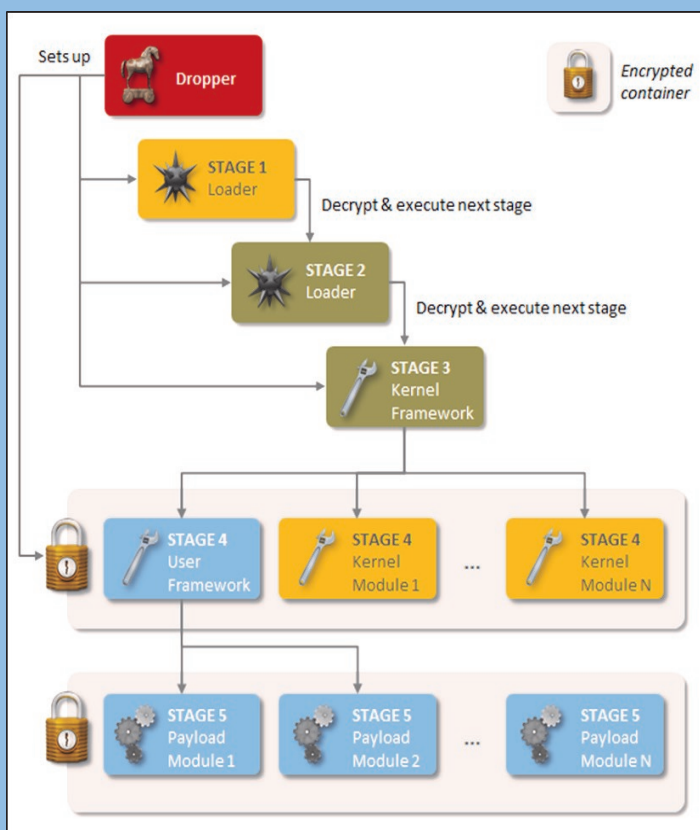 Sets up
Dropper
Encrypted
container
STAGE 1
Loader
Decrypt & execute next stage
STAGE 2
Loader
Decrypt & execute next stage
STAGE 3
Kernel
Framework
STAGE 4
User
Framework
STAGE 4
Kernel
Module 1
...
STAGE 4
Kernel
Module N
STAGE 5
Payload
Module 1
STAGE 5
Payload
Module 2
...
STAGE 5
Payload
Module N